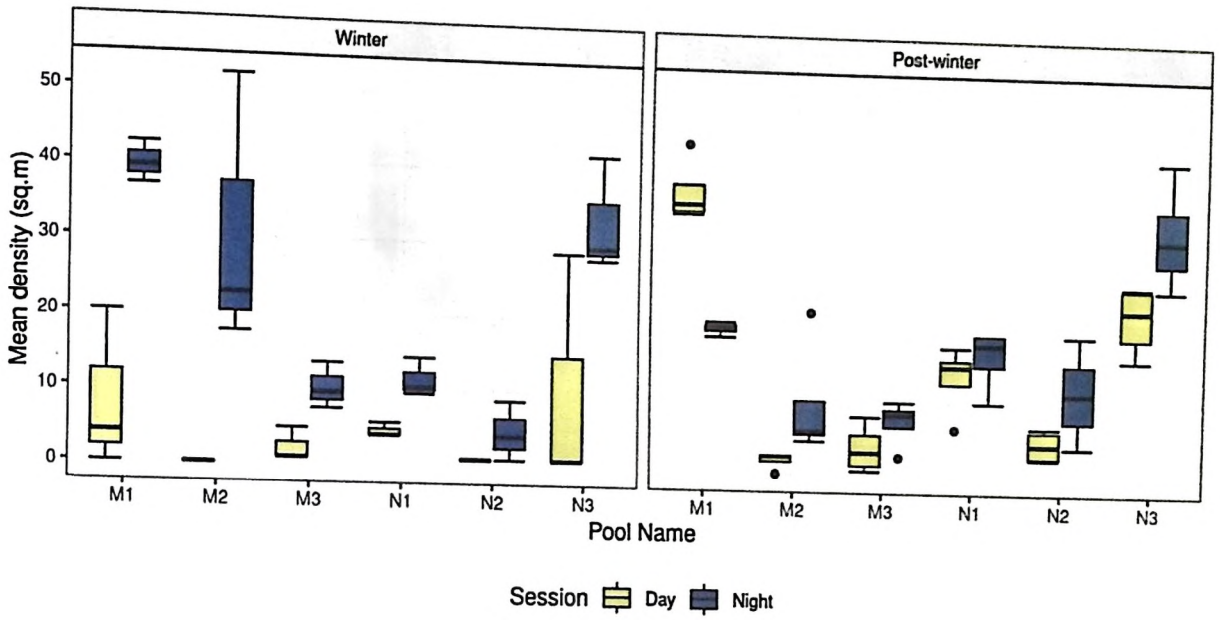 Winter
Post-winter
Mean density (sq.m)
50
40
30
20
10
0
M1 M2 M3 N1 N2 N3
M1 M2 M3 N1 N2 N3
Pool Name
Session Day Night